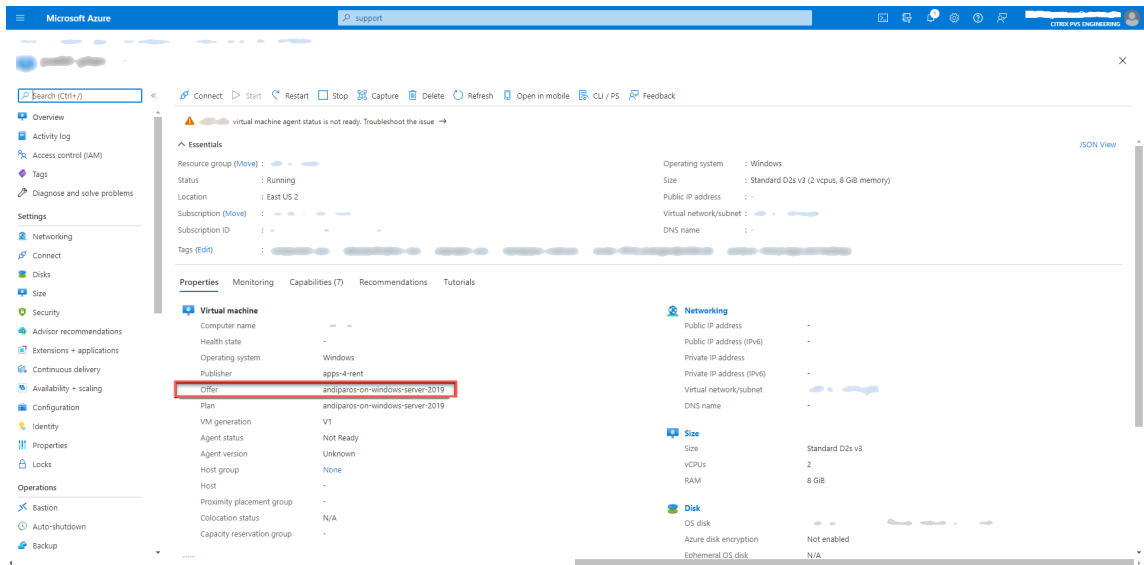 Microsoft Azure
support
1
CITRIX PVS ENGINEERING
Search (Ctrl+/)
Connect Start Restart Stop Capture Delete Refresh Open in mobile CLI / PS Feedback
Overview
Activity log
Access control (IAM)
Tags
Diagnose and solve problems
Settings
Networking
Connect
Disks
Size
Security
Advisor recommendations
Extensions + applications
Continuous delivery
Availability + scaling
Configuration
Identity
Properties
Locks
Operations
Bastion
Auto-shutdown
Backup
virtual machine agent status is not ready. Troubleshoot the issue →
Essentials
JSON View
Resource group (Move) :
Status : Running
Location : East US 2
Subscription (Move) :
Subscription ID :
Tags (Edit) :
Operating system : Windows
Size : Standard D2s v3 (2 vcpus, 8 GiB memory)
Public IP address : -
Virtual network/subnet :
DNS name : -
Properties Monitoring Capabilities (7) Recommendations Tutorials
Virtual machine
Computer name
Health state -
Operating system Windows
Publisher apps-4-rent
Offer andiparos-on-windows-server-2019
Plan andiparos-on-windows-server-2019
VM generation V1
Agent status Not Ready
Agent version Unknown
Host group None
Host -
Proximity placement group -
Colocation status N/A
Capacity reservation group -
Networking
Public IP address -
Public IP address (IPv6) -
Private IP address
Private IP address (IPv6) -
Virtual network/subnet
DNS name -
Size
Size Standard D2s v3
vCPUs 2
RAM 8 GiB
Disk
OS disk
Azure disk encryption Not enabled
Ephemeral OS disk N/A